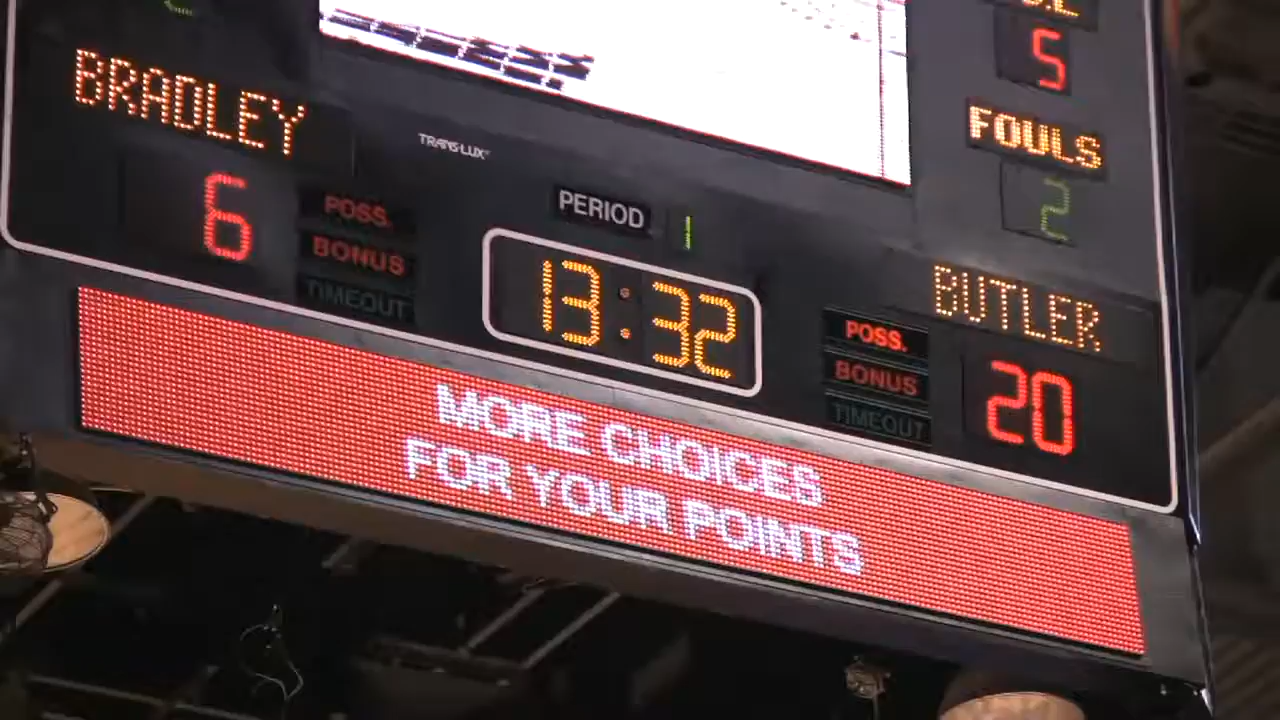 5
FOULS
2
BRADLEY
TRANS-LUX
6
POSS.
BONUS
TIMEOUT
PERIOD 1
13:32
BUTLER
POSS.
BONUS
TIMEOUT
20
MORE CHOICES
FOR YOUR POINTS